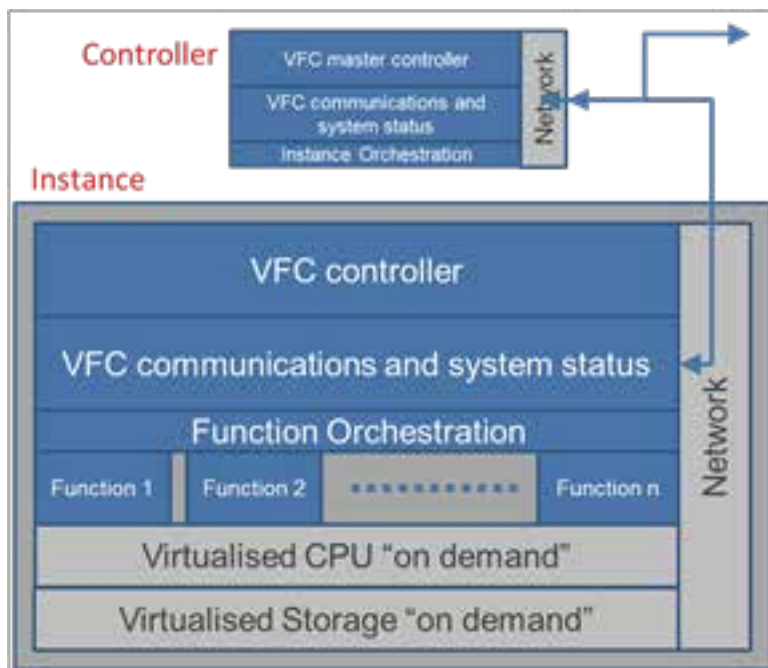 Controller
VFC master controller
VFC communications and
system status
Instance Orchestration
Network
Instance
VFC controller
VFC communications and system status
Function Orchestration
Function 1
Function 2
Function n
Network
Virtualised CPU “on demand”
Virtualised Storage “on demand”